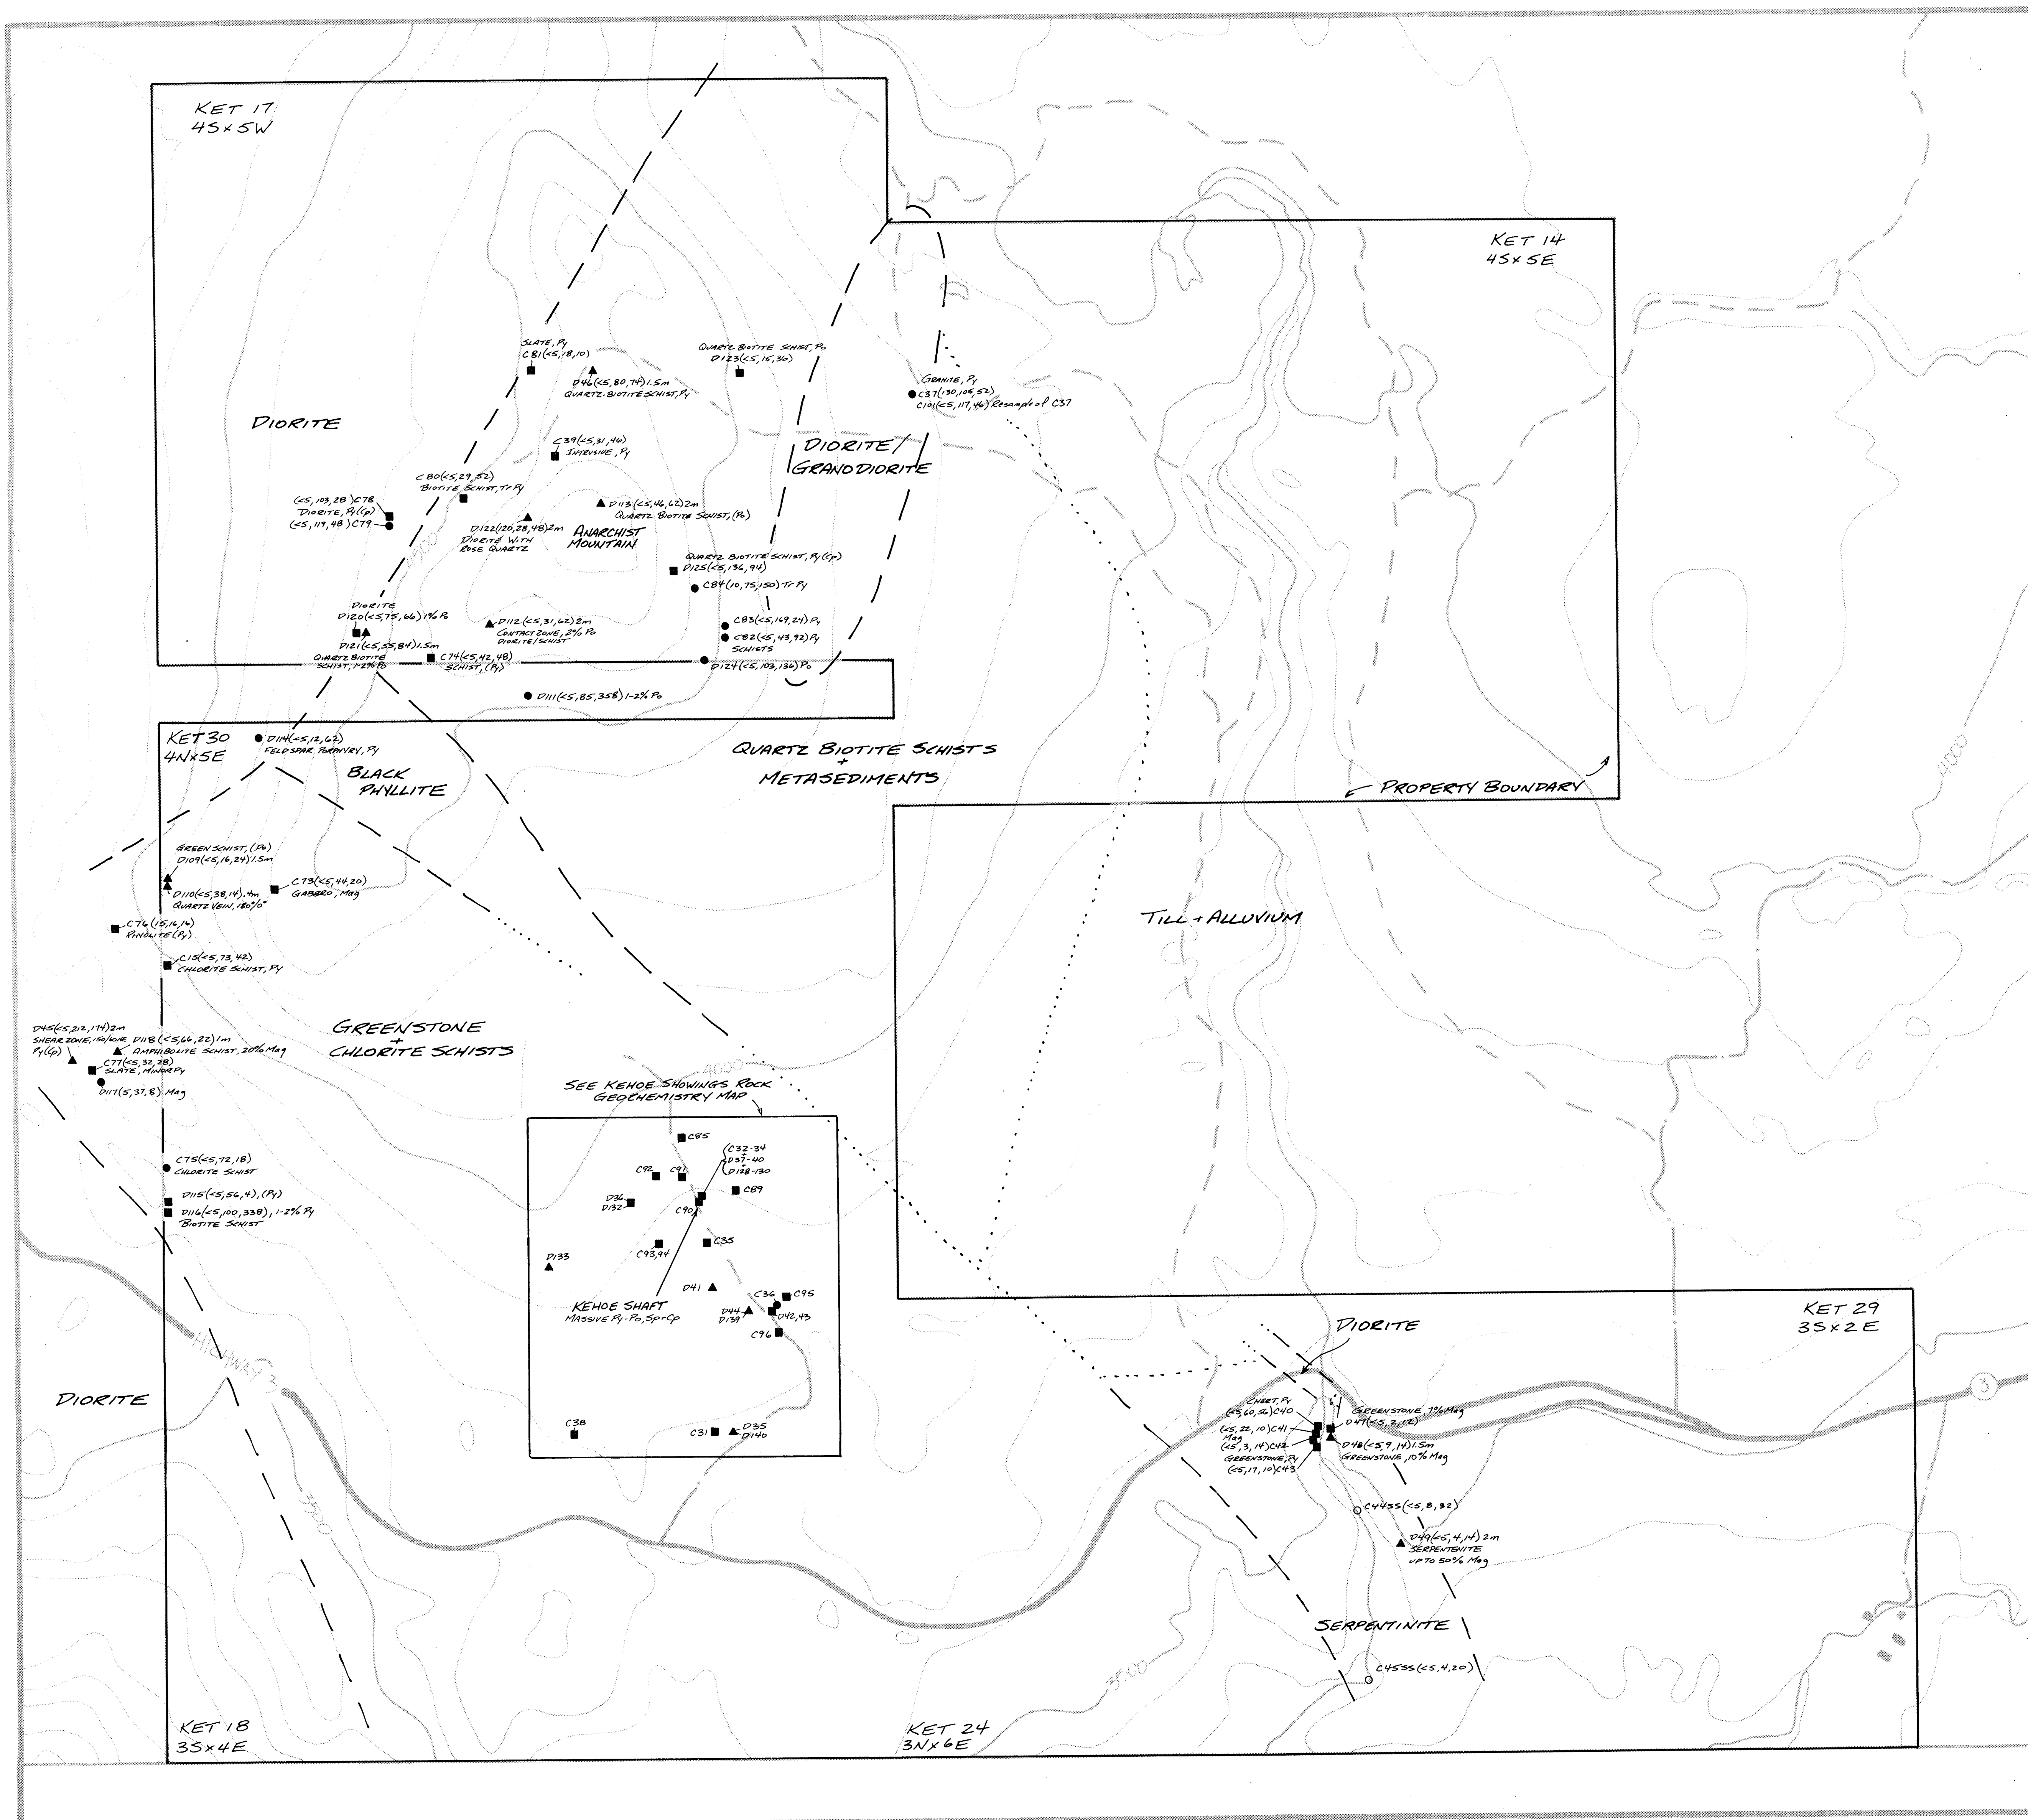 KET 17
4S x 5W
KET 14
4S x 5E
SLATE, Py
C81(<5,18,10)
D46(<5,80,74)1.5m
QUARTZ-BIOTITE SCHIST, Py
QUARTZ BIOTITE SCHIST, Po
D123(<5,15,36)
GRANITE, Py
C37(130,105,52)
C101(<5,117,46) Resample of C37
DIORITE
C39(<5,31,46)
INTRUSIVE, Py
DIORITE/
GRANODIORITE
C80(<5,29,52)
BIOTITE SCHIST, Tr Py
(<5,103,28)C78
DIORITE, Py(Cp)
(<5,119,48)C79
D113(<5,46,62)2m
QUARTZ BIOTITE SCHIST, (Po)
D122(120,28,48)2m
DIORITE WITH
ROSE QUARTZ
ANARCHIST
MOUNTAIN
4500
QUARTZ BIOTITE SCHIST, Py(Cp)
D125(<5,136,94)
C84(10,75,150) Tr Py
DIORITE
D120(<5,75,66)1% Po
D121(<5,55,84)1.5m
QUARTZ BIOTITE
SCHIST, 1-2% Po
D112(<5,31,62)2m
CONTACT ZONE, 2% Po
DIORITE/SCHIST
C83(<5,169,24) Py
C82(<5,43,92) Py
SCHISTS
C74(<5,42,48)
SCHIST, (Py)
D124(<5,103,136) Po
D111(<5,85,358) 1-2% Po
KET 30
4N x 5E
D114(<5,12,62)
FELDSPAR PORPHYRY, Py
BLACK
PHYLLITE
QUARTZ BIOTITE SCHISTS
+
METASEDIMENTS
PROPERTY BOUNDARY
4000
GREEN SCHIST, (Po)
D109(<5,16,24)1.5m
D110(<5,38,14).4m
QUARTZ VEIN, 180°/0°
C73(<5,44,20)
GABBRO, Mag
C76(15,16,16)
RHYOLITE(Py)
C15(<5,73,42)
CHLORITE SCHIST, Py
TILL + ALLUVIUM
D45(<5,212,174)2m
SHEAR ZONE, 150/60NE
Py(Cp)
D118(<5,66,22)1m
AMPHIBOLITE SCHIST, 20% Mag
C77(<5,32,28)
SLATE, MINOR Py
D117(5,37,8) Mag
GREENSTONE
+
CHLORITE SCHISTS
4000
SEE KEHOE SHOWINGS ROCK
GEOCHEMISTRY MAP
C85
C32-34
D37-40
D128-130
C92
C91
C89
D36
D132
C90
C93,94
C35
D133
D41
C36
C95
D44
D139
D42,43
C96
KEHOE SHAFT
MASSIVE Py-Po, Sp+Cp
C38
C31
D35
D140
C75(<5,72,18)
CHLORITE SCHIST
D115(<5,56,4),(Py)
D116(<5,100,338), 1-2% Py
BIOTITE SCHIST
HIGHWAY 3
DIORITE
3500
KET 29
3S x 2E
DIORITE
3
CHERT, Py
(<5,60,56)C40
(<5,22,10)C41
Mag
(<5,3,14)C42
GREENSTONE, Py
(<5,17,10)C43
GREENSTONE, 7% Mag
D47(<5,2,12)
D48(<5,9,14)1.5m
GREENSTONE, 10% Mag
C44SS(<5,8,32)
D49(<5,4,14)2m
SERPENTENITE
UP TO 50% Mag
SERPENTINITE
C45SS(<5,4,20)
3500
KET 18
3S x 4E
KET 24
3N x 6E